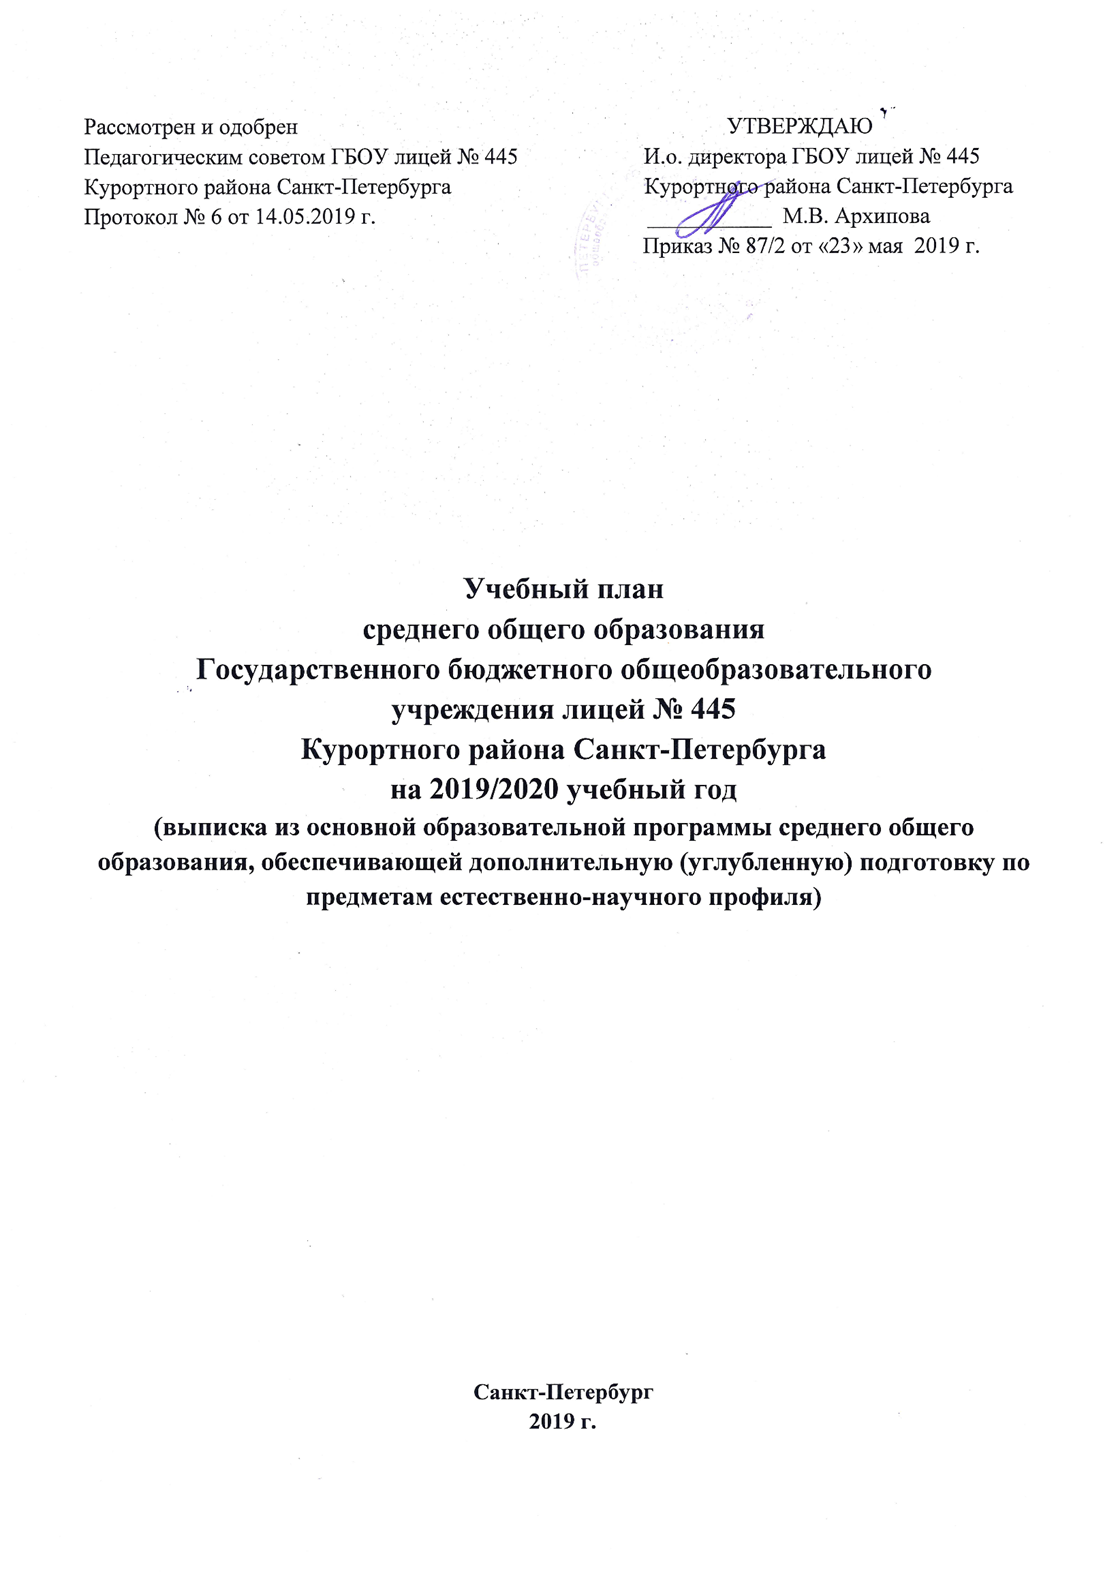 Рассмотрен и одобрен
Педагогическим советом ГБОУ лицей № 445
Курортного района Санкт-Петербурга
Протокол № 6 от 14.05.2019 г.
УТВЕРЖДАЮ
И.о. директора ГБОУ лицей № 445
Курортного района Санкт-Петербурга
____________ М.В. Архипова
Приказ № 87/2 от «23» мая 2019 г.
Учебный план
среднего общего образования
Государственного бюджетного общеобразовательного
учреждения лицей № 445
Курортного района Санкт-Петербурга
на 2019/2020 учебный год
(выписка из основной образовательной программы среднего общего
образования, обеспечивающей дополнительную (углубленную) подготовку по
предметам естественно-научного профиля)
Санкт-Петербург
2019 г.